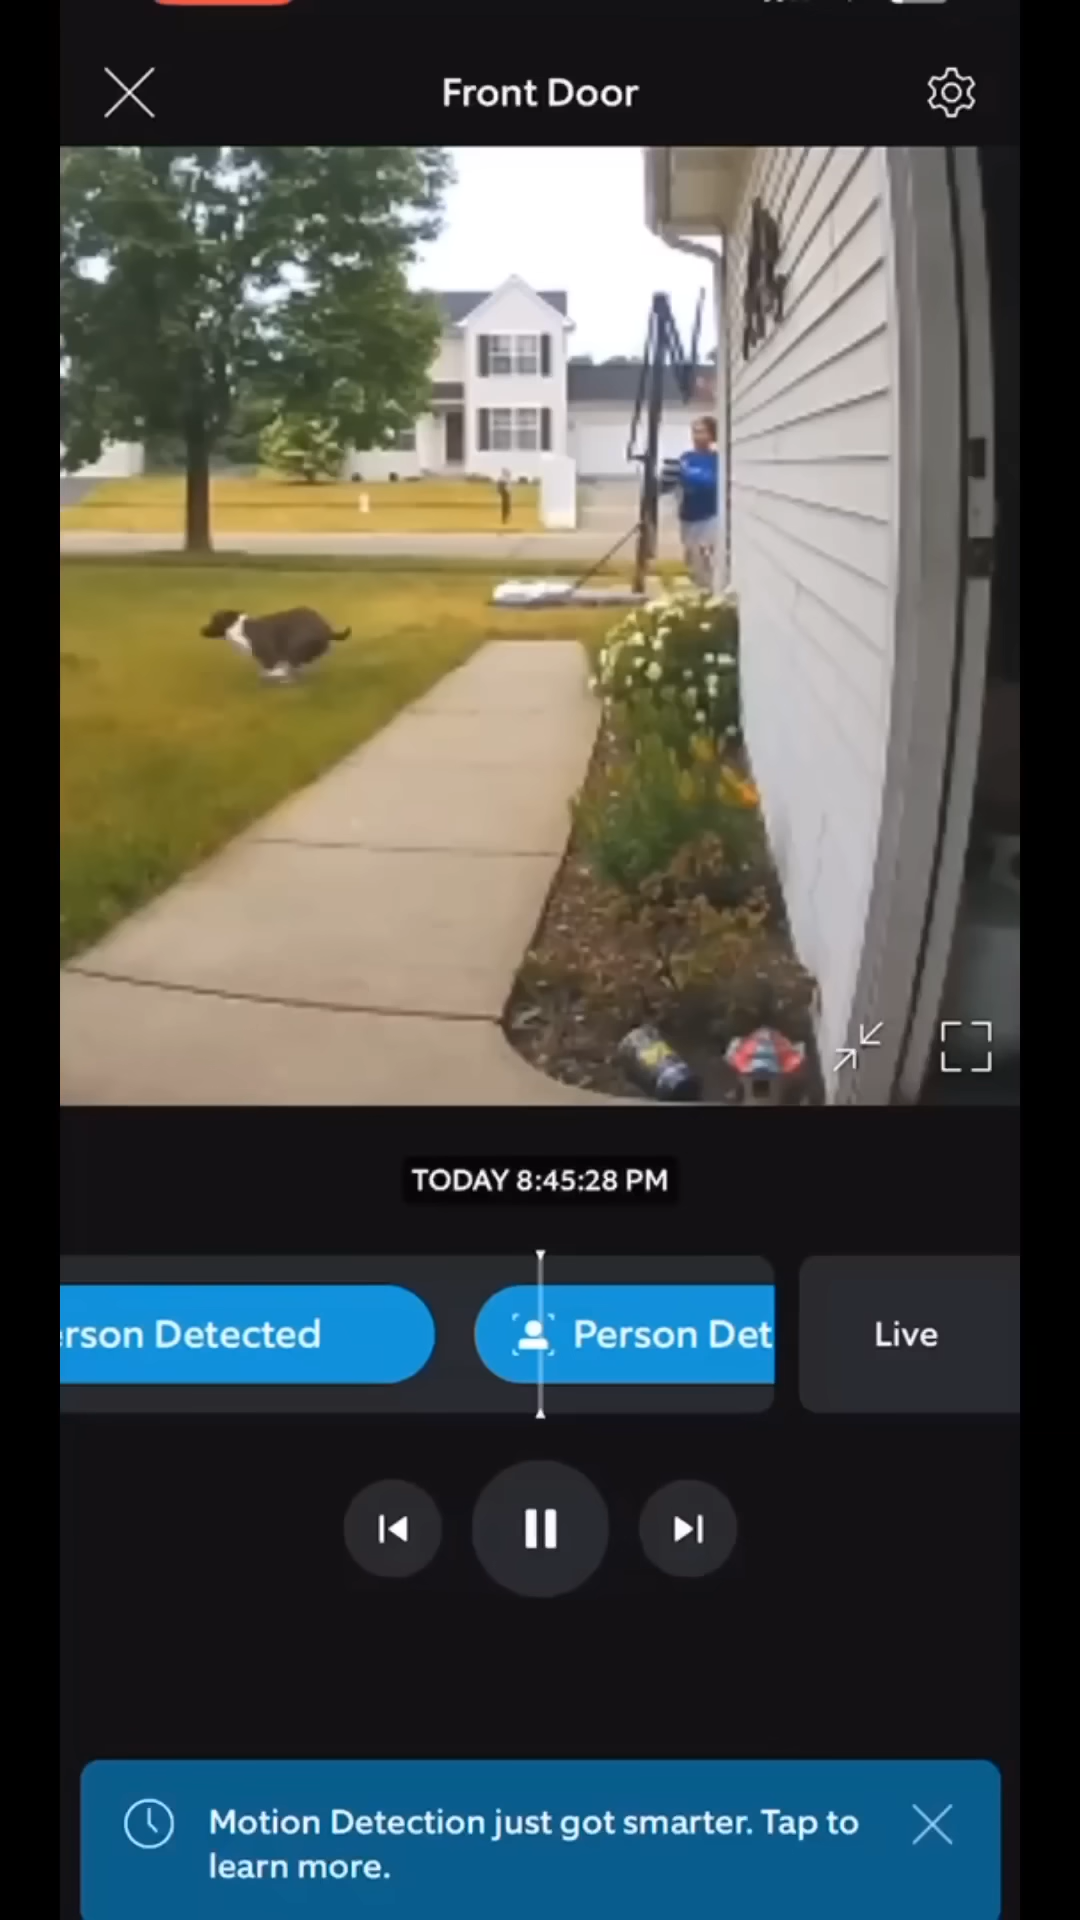 Front Door
TODAY 8:45:28 PM
erson Detected
Person Det
Live
Motion Detection just got smarter. Tap to
learn more.